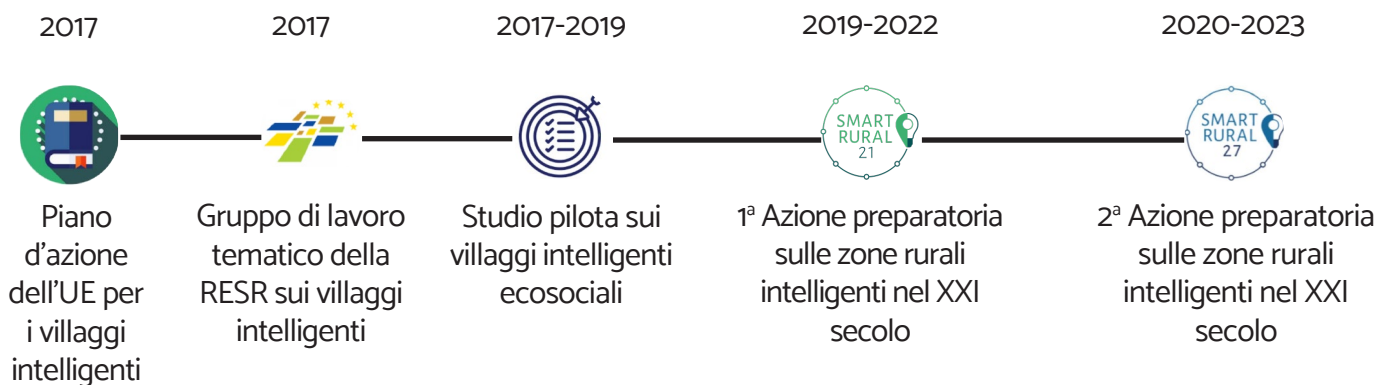 2017
2017
2017-2019
2019-2022
2020-2023
SMART
RURAL
21
SMART
RURAL
27
Piano
d'azione
dell'UE per
i villaggi
intelligenti
Gruppo di lavoro
tematico della
RESR sui villaggi
intelligenti
Studio pilota sui
villaggi intelligenti
ecosociali
1ª Azione preparatoria
sulle zone rurali
intelligenti nel XXI
secolo
2ª Azione preparatoria
sulle zone rurali
intelligenti nel XXI
secolo